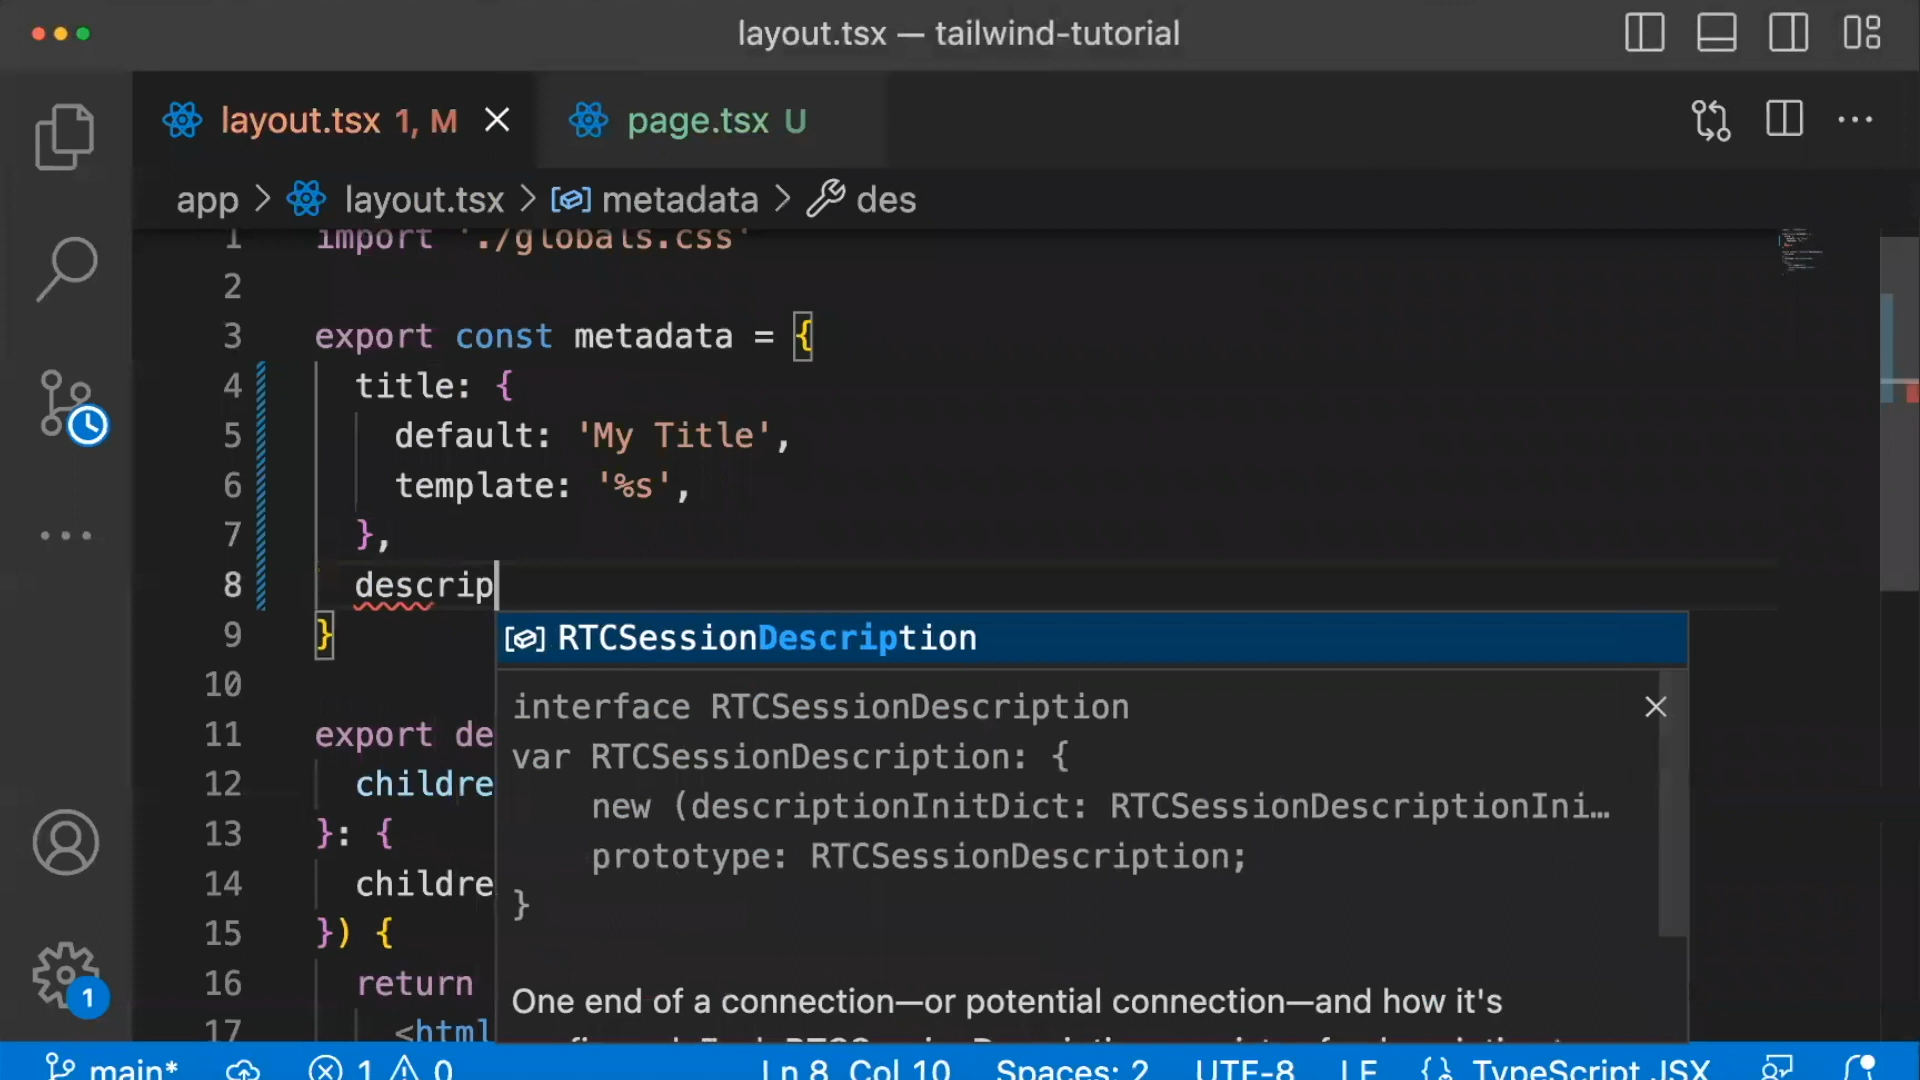 layout.tsx — tailwind-tutorial
layout.tsx 1, M
page.tsx U
app > layout.tsx > metadata > des
1 import './globals.css'
2
3 export const metadata = {
4 title: {
5 default: 'My Title',
6 template: '%s',
7 },
8 descrip
9 }
RTCSessionDescription
10
interface RTCSessionDescription
11 export de
var RTCSessionDescription: {
12 childre
new (descriptionInitDict: RTCSessionDescriptionIni…
13 }: {
prototype: RTCSessionDescription;
14 childre
}
15 }) {
16 return
One end of a connection—or potential connection—and how it's
17 <html
1
main* 1 0 Ln 8, Col 10 Spaces: 2 UTF-8 LF {} TypeScript JSX